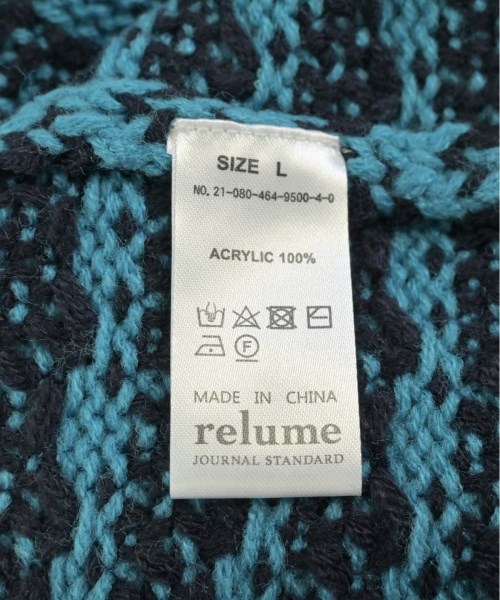 SIZE L
NO. 21-080-464-9500-4-0
ACRYLIC 100%
F
MADE IN CHINA
relume
JOURNAL STANDARD